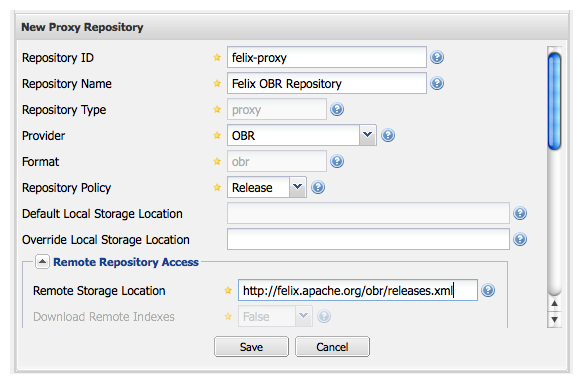 New Proxy Repository
Repository ID felix-proxy
Repository Name Felix OBR Repository
Repository Type proxy
Provider OBR
Format obr
Repository Policy Release
Default Local Storage Location
Override Local Storage Location
Remote Repository Access
Remote Storage Location http://felix.apache.org/obr/releases.xml
Download Remote Indexes False
Save Cancel